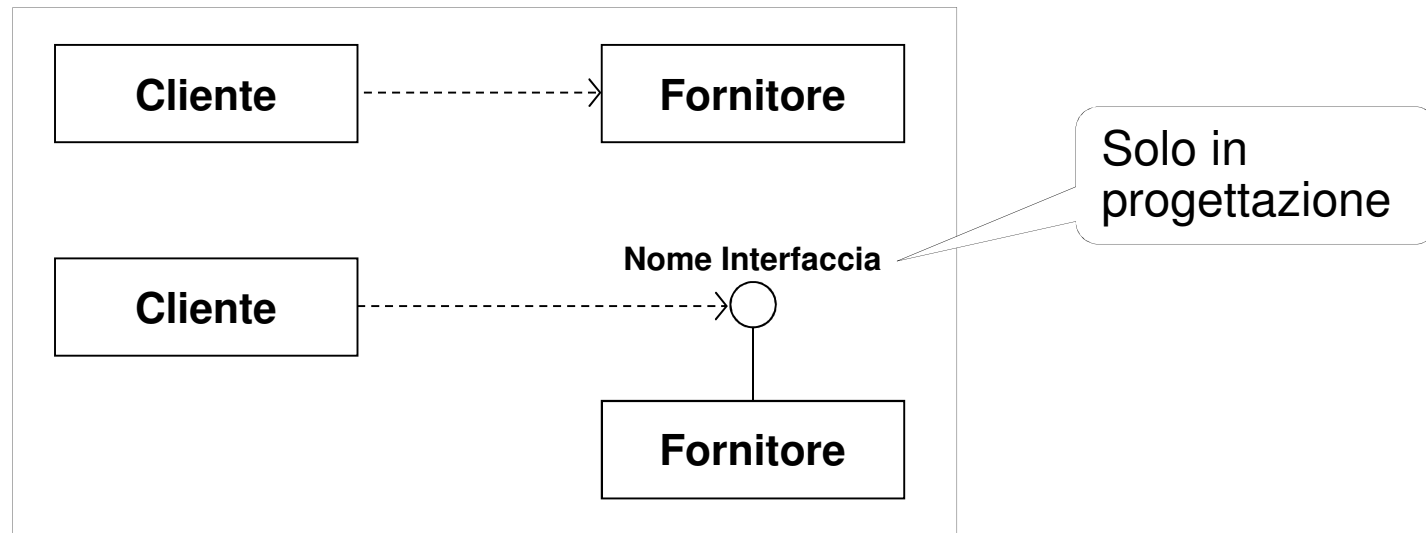 Cliente
Fornitore
Solo in
progettazione
Nome Interfaccia
Cliente
Fornitore